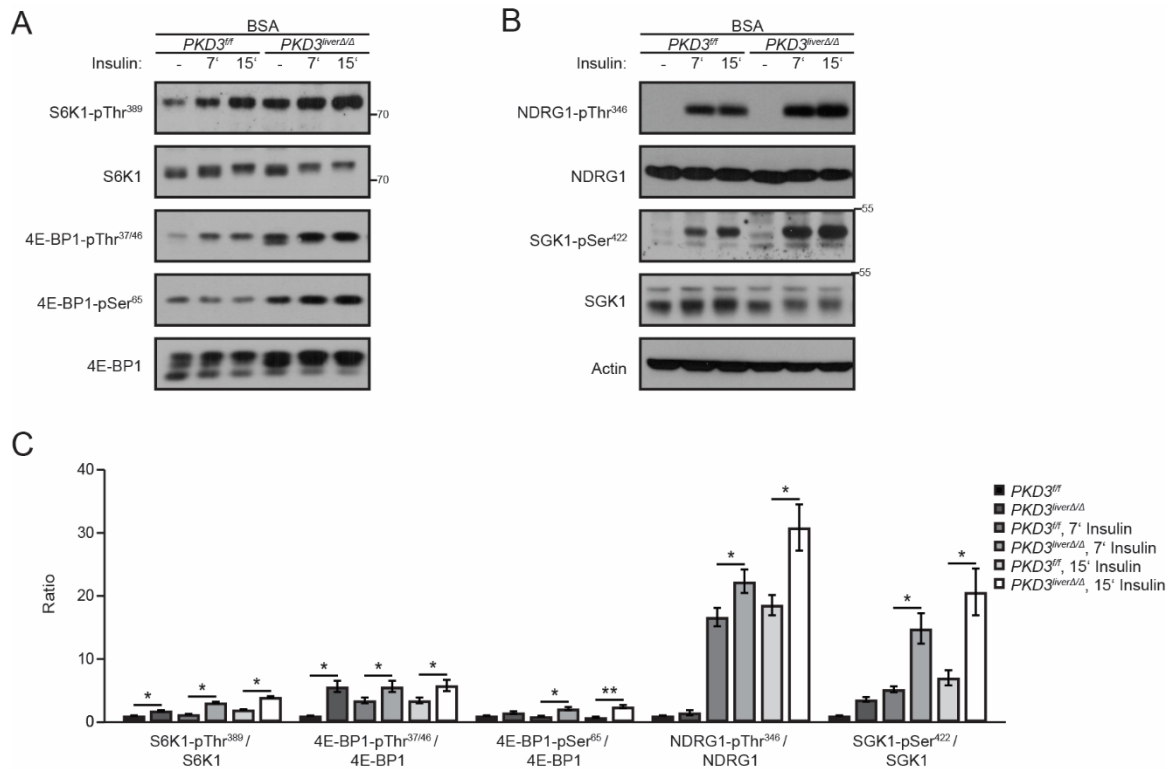 A
BSA
PKD3f/f PKD3liverΔ/Δ
Insulin: - 7‘ 15‘ - 7‘ 15‘
S6K1-pThr389
70
S6K1
70
4E-BP1-pThr37/46
4E-BP1-pSer65
4E-BP1
B
BSA
PKD3f/f PKD3liverΔ/Δ
Insulin: - 7‘ 15‘ - 7‘ 15‘
NDRG1-pThr346
NDRG1
55
SGK1-pSer422
55
SGK1
Actin
C
Ratio
40
30
20
10
0
* * * * * * * ** * * * *
S6K1-pThr389/
S6K1
4E-BP1-pThr37/46/
4E-BP1
4E-BP1-pSer65/
4E-BP1
NDRG1-pThr346/
NDRG1
SGK1-pSer422/
SGK1
PKD3f/f
PKD3liverΔ/Δ
PKD3f/f, 7‘ Insulin
PKD3liverΔ/Δ, 7‘ Insulin
PKD3f/f, 15‘ Insulin
PKD3liverΔ/Δ, 15‘ Insulin